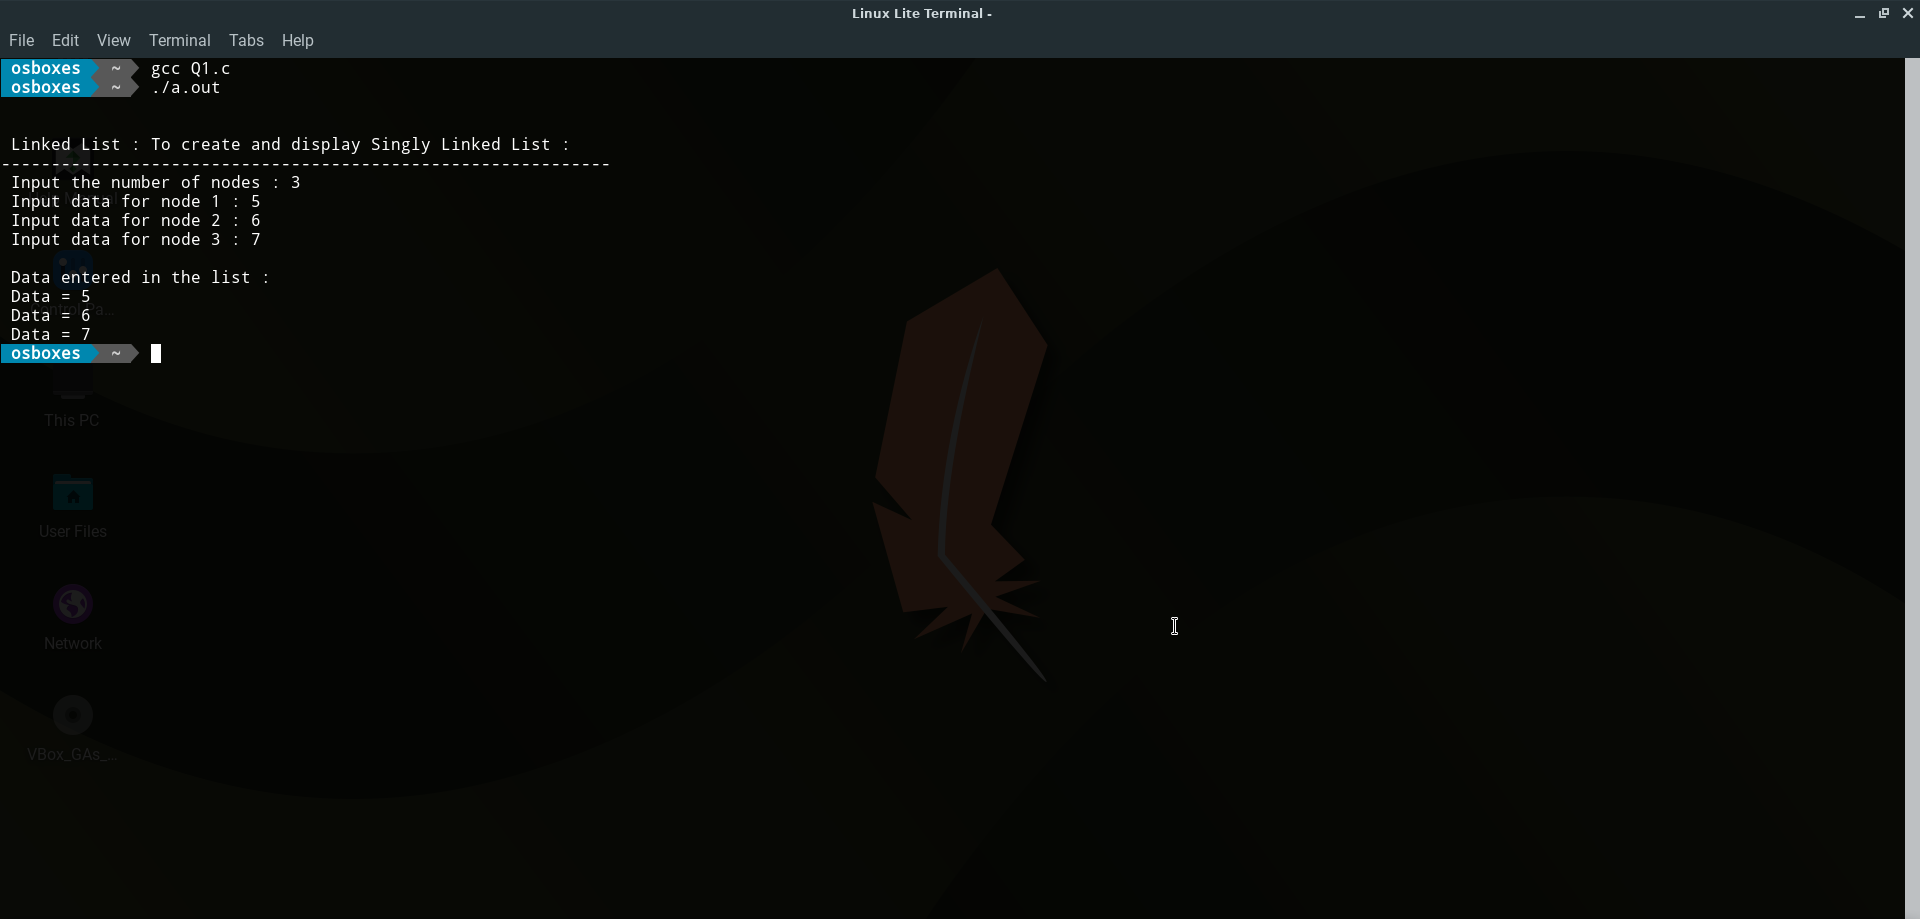 Linux Lite Terminal -
File Edit View Terminal Tabs Help
osboxes ~ gcc Q1.c
osboxes ~ ./a.out
Linked List : To create and display Singly Linked List :
-------------------------------------------------------------
Input the number of nodes : 3
Input data for node 1 : 5
Input data for node 2 : 6
Input data for node 3 : 7
Data entered in the list :
Data = 5
Data = 6
Data = 7
osboxes ~
This PC
User Files
Network
VBox_GAs_...